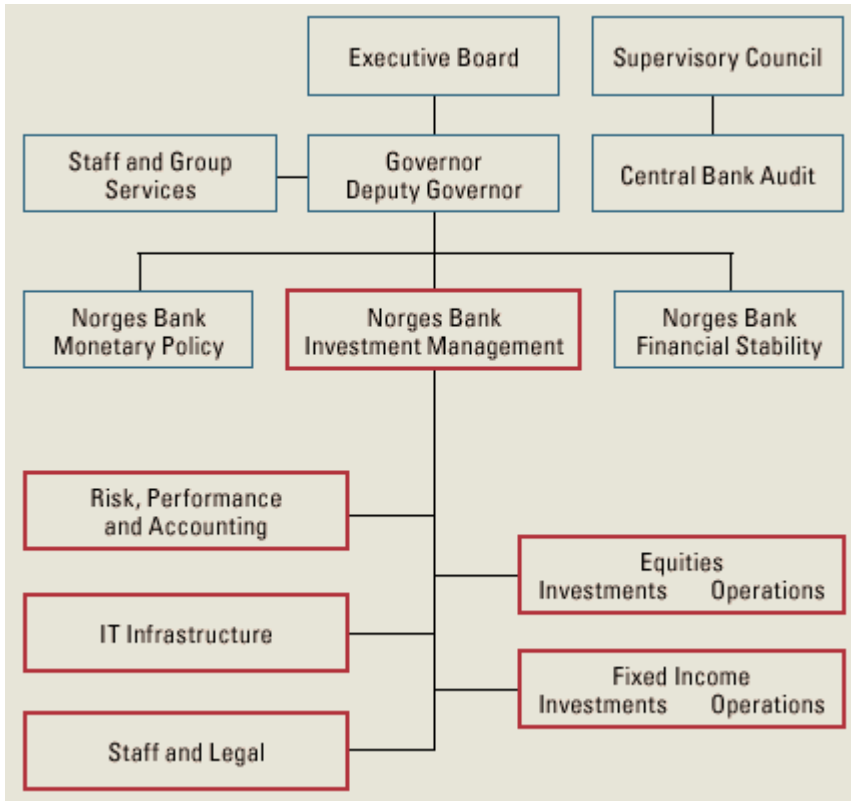 Executive Board
Supervisory Council
Staff and Group
Services
Governor
Deputy Governor
Central Bank Audit
Norges Bank
Monetary Policy
Norges Bank
Investment Management
Norges Bank
Financial Stability
Risk, Performance
and Accounting
Equities
Investments Operations
IT Infrastructure
Fixed Income
Investments Operations
Staff and Legal